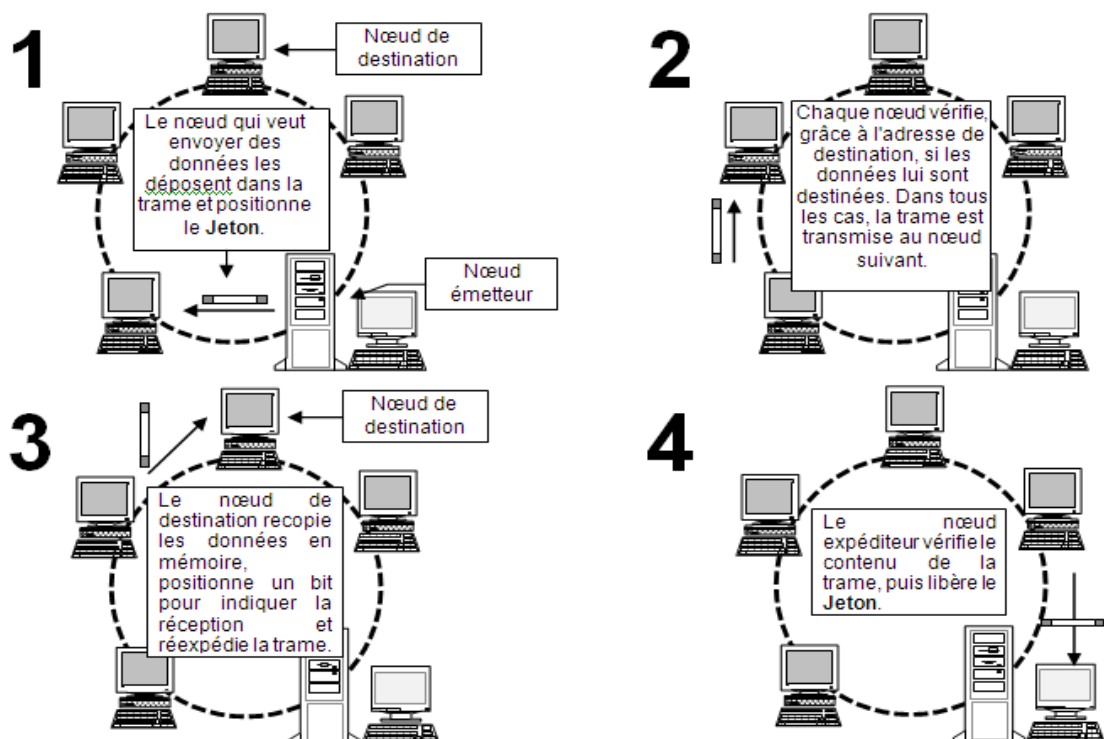 1
Nœud de
destination
Le nœud qui veut
envoyer des
données les
déposent dans la
trame et positionne
le Jeton.
Nœud
émetteur
2
Chaque nœud vérifie,
grâce à l'adresse de
destination, si les
données lui sont
destinées. Dans tous
les cas, la trame est
transmise au nœud
suivant.
3
Nœud de
destination
Le nœud de
destination recopie
les données en
mémoire,
positionne un bit
pour indiquer la
réception et
réexpédie la trame.
4
Le nœud
expéditeur vérifie le
contenu de la
trame, puis libère le
Jeton.